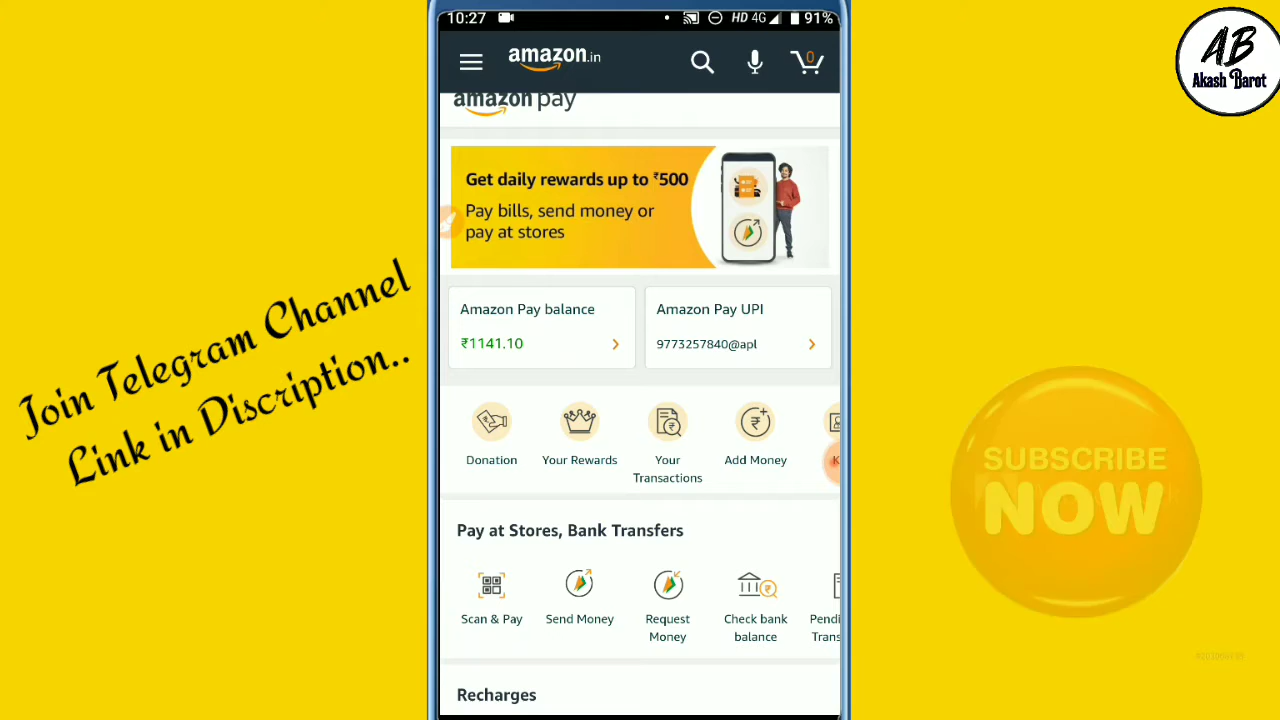 10:27
HD 4G
91%
amazon.in
0
amazon pay
Get daily rewards up to ₹500
Pay bills, send money or
pay at stores
Amazon Pay balance
₹1141.10
Amazon Pay UPI
9773257840@apl
Donation
Your Rewards
Your
Transactions
Add Money
K
Pay at Stores, Bank Transfers
Scan & Pay
Send Money
Request
Money
Check bank
balance
Pendi
Trans
Recharges
Join Telegram Channel
Link in Discription..
AB
Akash Barot
SUBSCRIBE
NOW